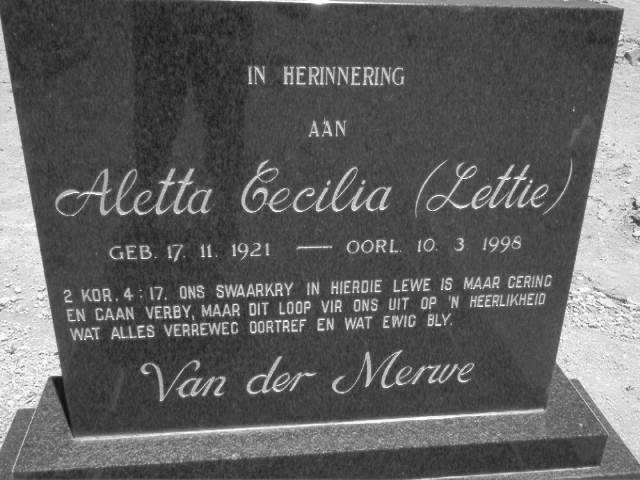 IN HERINNERING
AAN
Aletta Cecilia (Lettie)
GEB. 17. 11. 1921 — OORL. 10. 3 1998
2 KOR. 4:17. ONS SWAARKRY IN HIERDIE LEWE IS MAAR GERING
EN GAAN VERBY, MAAR DIT LOOP VIR ONS UIT OP 'N HEERLIKHEID
WAT ALLES VERREWEG OORTREF EN WAT EWIG BLY.
Van der Merwe